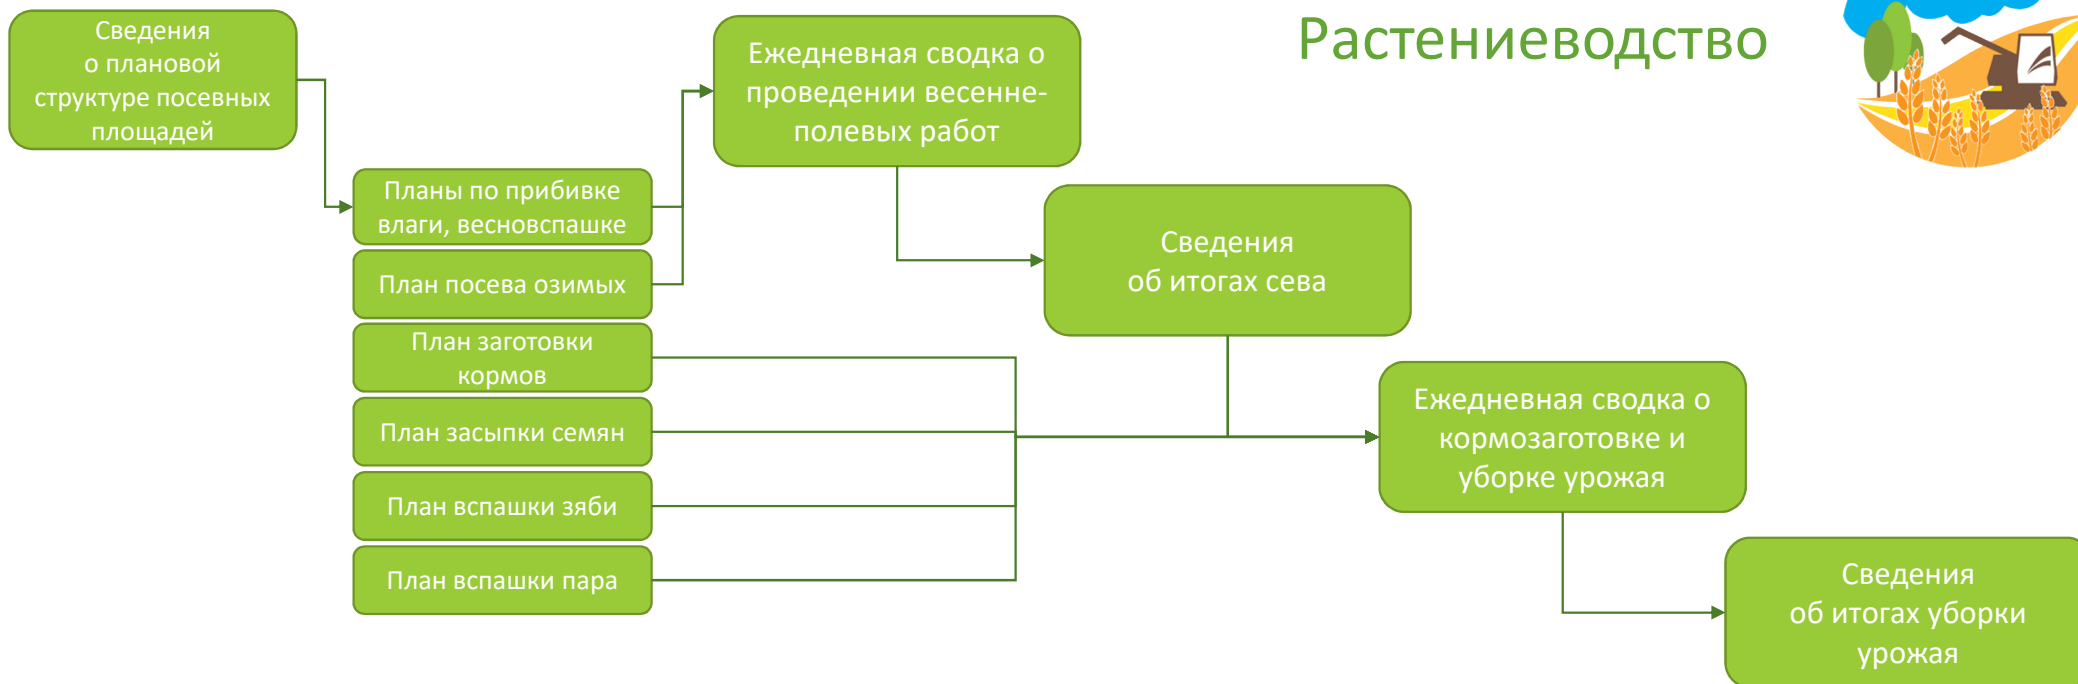 Растениеводство
Сведения
о плановой
структуре посевных
площадей
Ежедневная сводка о
проведении весенне-
полевых работ
Планы по прибивке
влаги, весновспашке
План посева озимых
План заготовки
кормов
План засыпки семян
План вспашки зяби
План вспашки пара
Сведения
об итогах сева
Ежедневная сводка о
кормозаготовке и
уборке урожая
Сведения
об итогах уборки
урожая